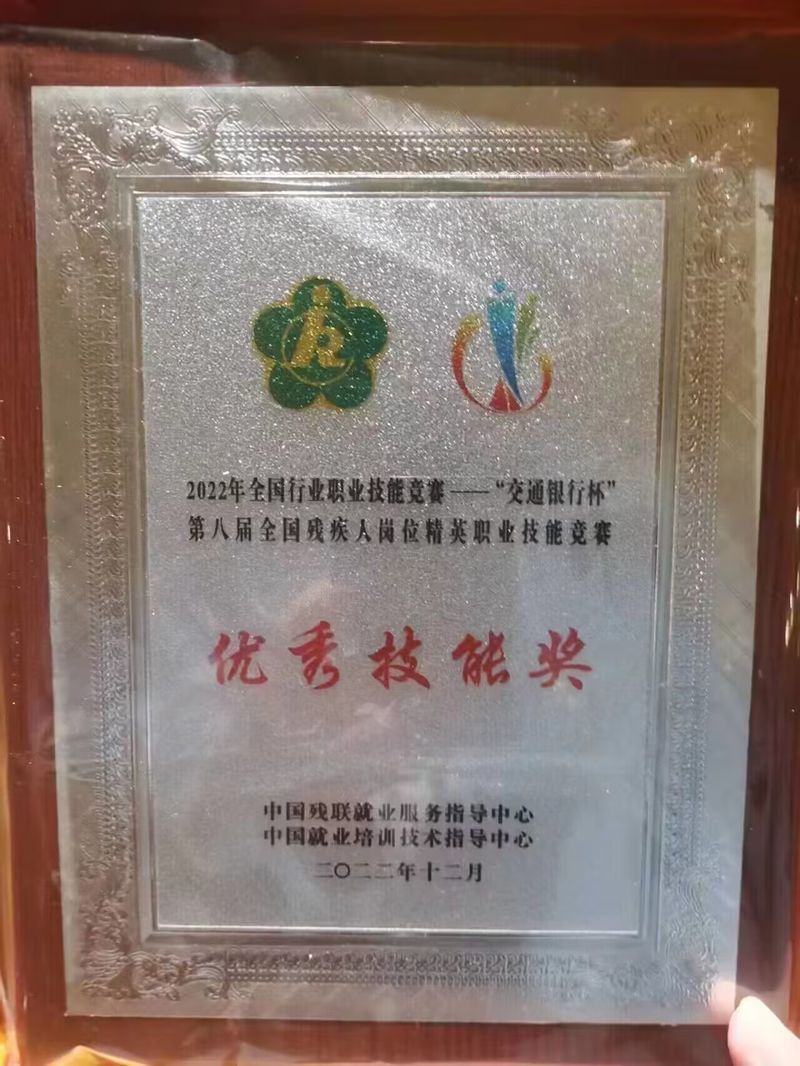 2022年全国行业职业技能竞赛——“交通银行杯”
第八届全国残疾人岗位精英职业技能竞赛
优秀技能奖
中国残联就业服务指导中心
中国就业培训技术指导中心
二〇二二年十二月